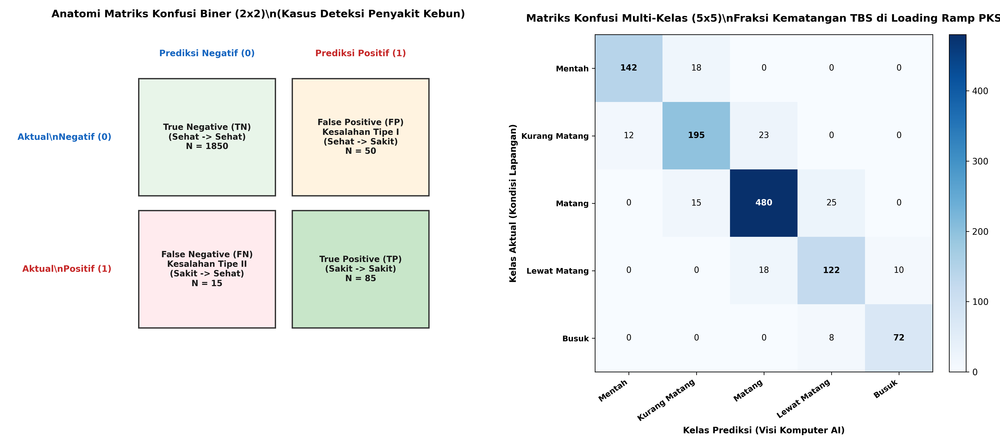 Anatomi Matriks Konfusi Biner (2x2)\n(Kasus Deteksi Penyakit Kebun)
Prediksi Negatif (0)
Prediksi Positif (1)
Aktual\nNegatif (0)
True Negative (TN)
(Sehat -> Sehat)
N = 1850
False Positive (FP)
Kesalahan Tipe I
(Sehat -> Sakit)
N = 50
Aktual\nPositif (1)
False Negative (FN)
Kesalahan Tipe II
(Sakit -> Sehat)
N = 15
True Positive (TP)
(Sakit -> Sakit)
N = 85
Matriks Konfusi Multi-Kelas (5x5)\nFraksi Kematangan TBS di Loading Ramp PKS
Kelas Aktual (Kondisi Lapangan)
Mentah 142 18 0 0 0
Kurang Matang 12 195 23 0 0
Matang 0 15 480 25 0
Lewat Matang 0 0 18 122 10
Busuk 0 0 0 8 72
Mentah
Kurang Matang
Matang
Lewat Matang
Busuk
Kelas Prediksi (Visi Komputer AI)
400
300
200
100
0